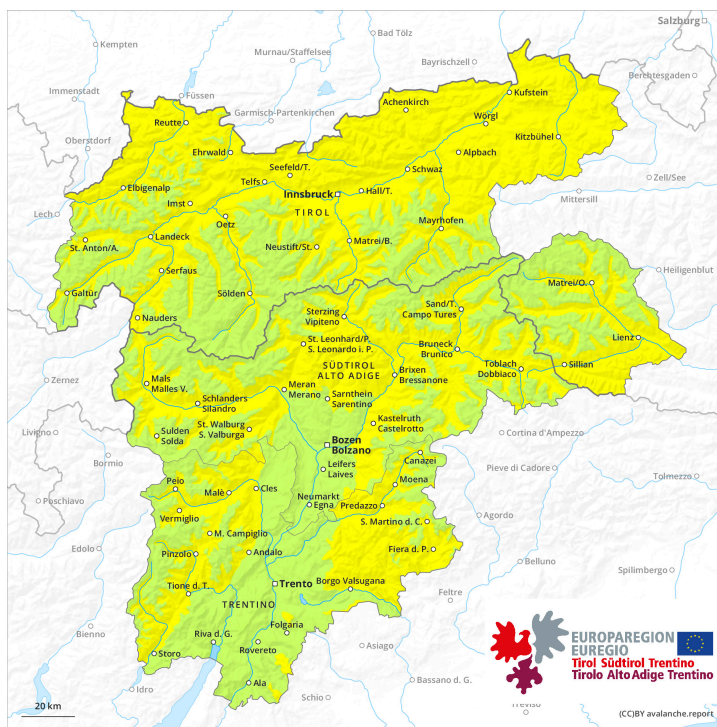 Salzburg
Kempten
Bad Tölz
Murnau/Staffelsee
Bayrischzell
Berchtesgaden
Immenstadt
Füssen
Garmisch-Partenkirchen
Achenkirch
Kufstein
Reutte
Wörgl
Oberstdorf
Ehrwald
Kitzbühel
Alpbach
Seefeld/T.
Schwaz
Zell/See
Telfs
Elbigenalp
Innsbruck
Hall/T.
Mittersill
Imst
Lech
TIROL
Oetz
Mayrhofen
Landeck
Neustift/St.
Matrei/B.
St. Anton/A.
Serfaus
Heiligenblut
Galtür
Sölden
Matrei/O.
Nauders
Sterzing
Vipiteno
Sand/T.
Campo Tures
Lienz
St. Leonhard/P.
S. Leonardo i. P.
Bruneck
Brunico
SÜDTIROL
ALTO ADIGE
Brixen
Bressanone
Toblach
Dobbiaco
Sillian
Zernez
Mals
Malles V.
Meran
Merano
Schlanders
Silandro
Sarnthein
Sarentino
St. Walburg
S. Valburga
Kastelruth
Castelrotto
Livigno
Sulden
Solda
Bozen
Bolzano
Cortina d'Ampezzo
Bormio
Leifers
Laives
Canazei
Pieve di Cadore
Tolmezzo
Poschiavo
Peio
Malè
Cles
Neumarkt
Egna
Moena
Predazzo
Vermiglio
S. Martino d. C.
Agordo
M. Campiglio
Edolo
Pinzolo
Andalo
Fiera d. P.
Belluno
Spilimbergo
Tione d. T.
Trento
Borgo Valsugana
Feltre
TRENTINO
Bienno
Folgaria
Riva d. G.
Rovereto
Asiago
Storo
Ala
Bassano d. G.
Idro
Schio
Treviso
EUROPAREGION
EUREGIO
Tirol Südtirol Trentino
Tirolo Alto Adige Trentino
20 km
(CC)BY avalanche.report